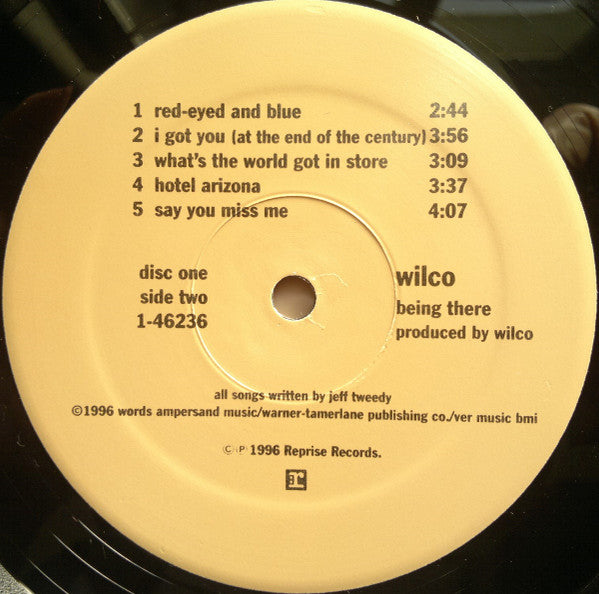 1 red-eyed and blue 2:44
2 i got you (at the end of the century) 3:56
3 what's the world got in store 3:09
4 hotel arizona 3:37
5 say you miss me 4:07
disc one
side two
1-46236
wilco
being there
produced by wilco
all songs written by jeff tweedy
©1996 words ampersand music/warner-tamerlane publishing co./ver music bmi
© ℗ 1996 Reprise Records.
r